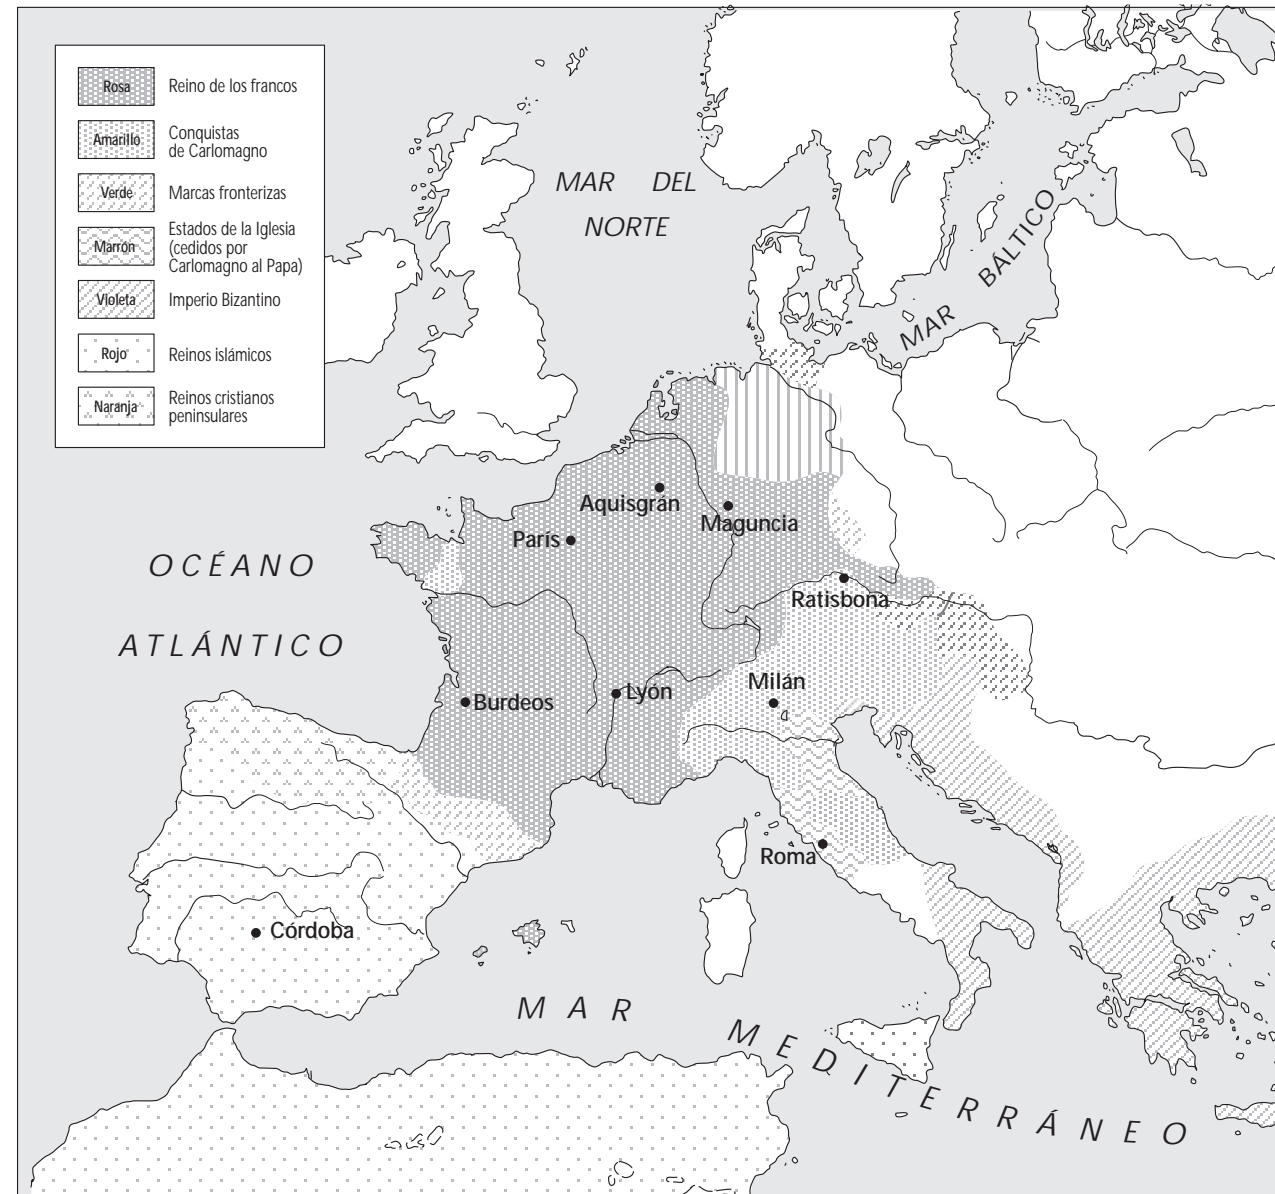 Rosa Reino de los francos
Amarillo Conquistas
de Carlomagno
Verde Marcas fronterizas
Marrón Estados de la Iglesia
(cedidos por
Carlomagno al Papa)
Violeta Imperio Bizantino
Rojo Reinos islámicos
Naranja Reinos cristianos
peninsulares
MAR DEL
NORTE
MAR BÁLTICO
OCÉANO
ATLÁNTICO
Aquisgrán
Maguncia
París
Ratisbona
Burdeos
Lyón
Milán
Roma
Córdoba
MAR MEDITERRÁNEO